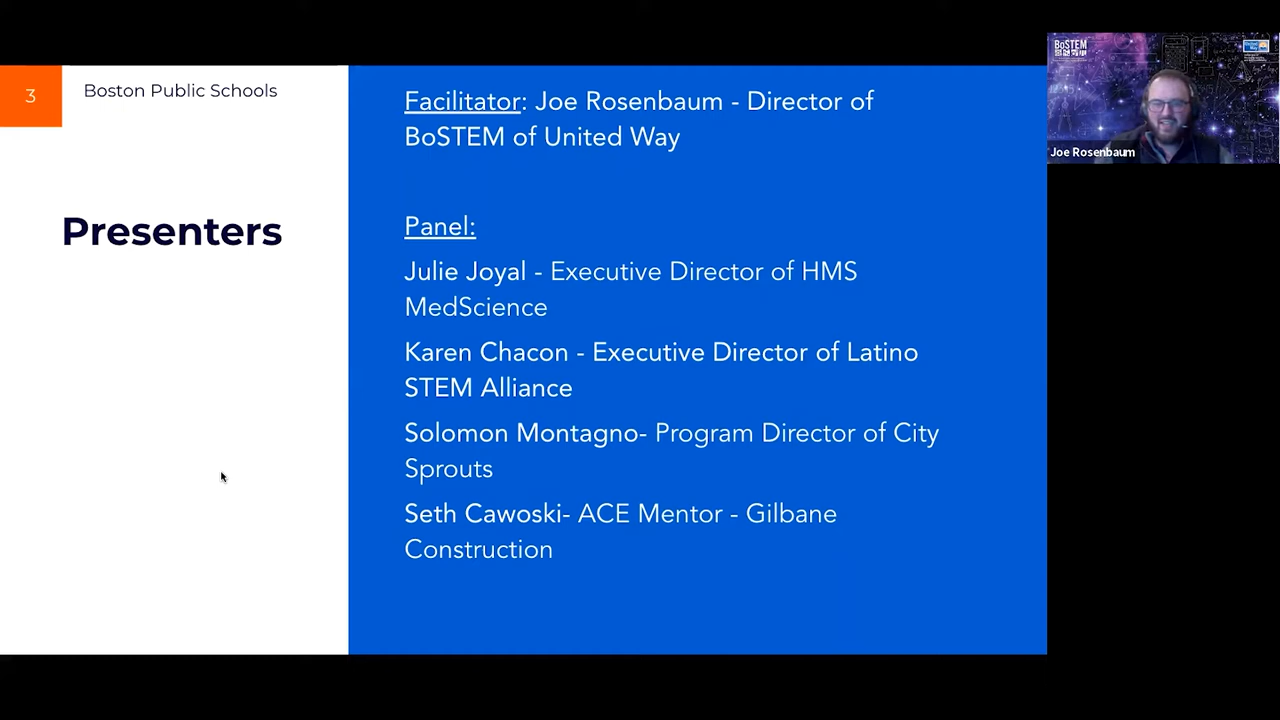 3
Boston Public Schools
Presenters
Facilitator: Joe Rosenbaum - Director of
BoSTEM of United Way
Panel:
Julie Joyal - Executive Director of HMS
MedScience
Karen Chacon - Executive Director of Latino
STEM Alliance
Solomon Montagno- Program Director of City
Sprouts
Seth Cawoski- ACE Mentor - Gilbane
Construction
BoSTEM
Joe Rosenbaum